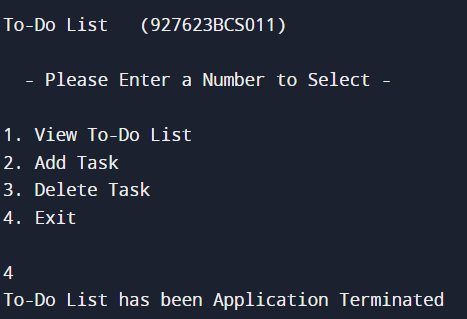 To-Do List   (927623BCS011)
- Please Enter a Number to Select -
1. View To-Do List
2. Add Task
3. Delete Task
4. Exit
4
To-Do List has been Application Terminated